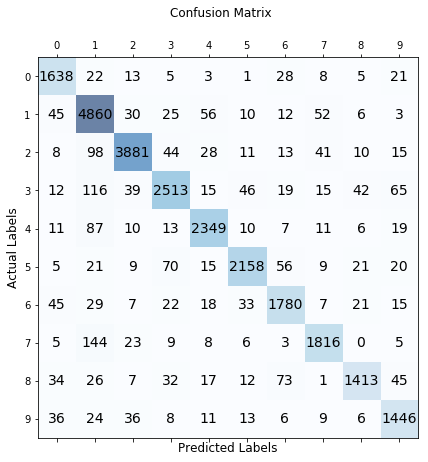 Confusion Matrix
0 1 2 3 4 5 6 7 8 9
0 1638 22 13 5 3 1 28 8 5 21
1 45 4860 30 25 56 10 12 52 6 3
2 8 98 3881 44 28 11 13 41 10 15
3 12 116 39 2513 15 46 19 15 42 65
4 11 87 10 13 2349 10 7 11 6 19
5 5 21 9 70 15 2158 56 9 21 20
6 45 29 7 22 18 33 1780 7 21 15
7 5 144 23 9 8 6 3 1816 0 5
8 34 26 7 32 17 12 73 1 1413 45
9 36 24 36 8 11 13 6 9 6 1446
Actual Labels
Predicted Labels